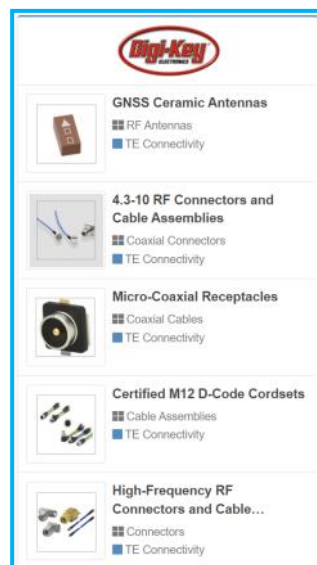 Digi-Key
ELECTRONICS
GNSS Ceramic Antennas
RF Antennas
TE Connectivity
4.3-10 RF Connectors and
Cable Assemblies
Coaxial Connectors
TE Connectivity
Micro-Coaxial Receptacles
Coaxial Cables
TE Connectivity
Certified M12 D-Code Cordsets
Cable Assemblies
TE Connectivity
High-Frequency RF
Connectors and Cable...
Connectors
TE Connectivity